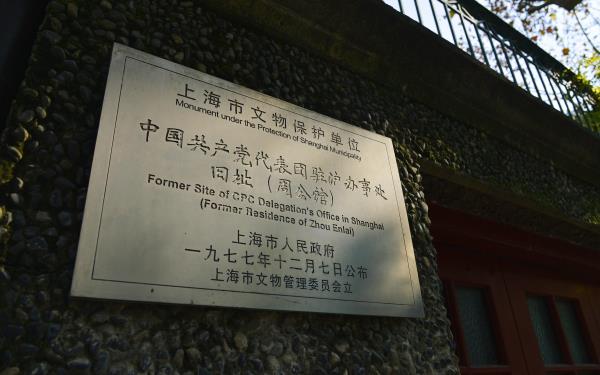 上海市文物保护单位
Monument under the Protection of Shanghai Municipality
中国共产党代表团驻沪办事处
旧址（周公馆）
Former Site of CPC Delegation's Office in Shanghai
(Former Residence of Zhou Enlai)
上海市人民政府
一九七七年十二月七日公布
上海市文物管理委员会立